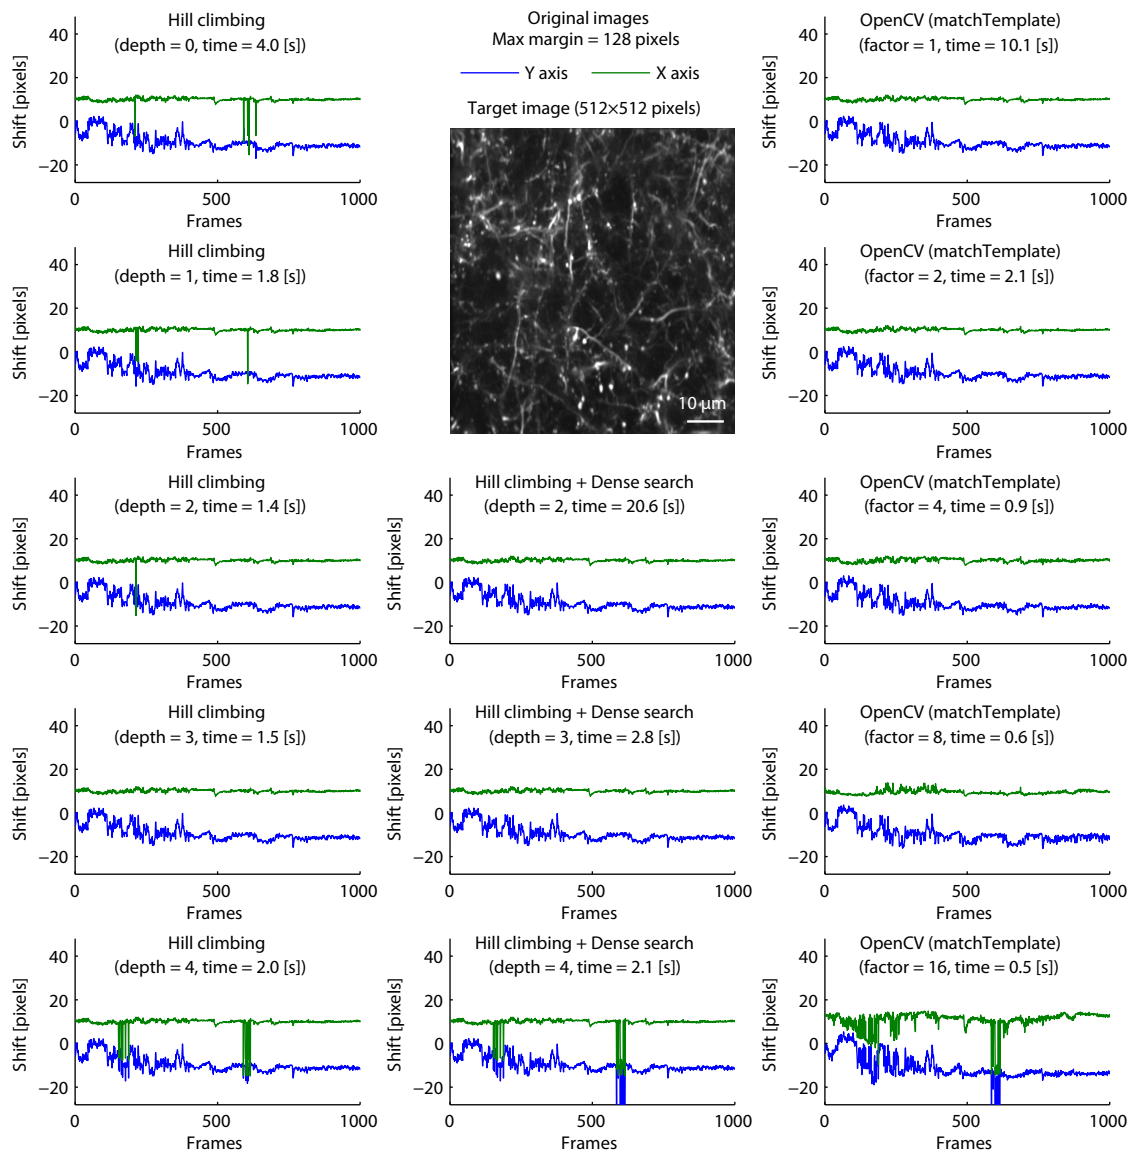 Hill climbing
(depth = 0, time = 4.0 [s])
Shift [pixels]
40
20
0
−20
0
500
1000
Frames
Original images
Max margin = 128 pixels
Y axis
X axis
Target image (512×512 pixels)
10 µm
OpenCV (matchTemplate)
(factor = 1, time = 10.1 [s])
Shift [pixels]
40
20
0
−20
0
500
1000
Frames
Hill climbing
(depth = 1, time = 1.8 [s])
Shift [pixels]
40
20
0
−20
0
500
1000
Frames
OpenCV (matchTemplate)
(factor = 2, time = 2.1 [s])
Shift [pixels]
40
20
0
−20
0
500
1000
Frames
Hill climbing
(depth = 2, time = 1.4 [s])
Shift [pixels]
40
20
0
−20
0
500
1000
Frames
Hill climbing + Dense search
(depth = 2, time = 20.6 [s])
Shift [pixels]
40
20
0
−20
0
500
1000
Frames
OpenCV (matchTemplate)
(factor = 4, time = 0.9 [s])
Shift [pixels]
40
20
0
−20
0
500
1000
Frames
Hill climbing
(depth = 3, time = 1.5 [s])
Shift [pixels]
40
20
0
−20
0
500
1000
Frames
Hill climbing + Dense search
(depth = 3, time = 2.8 [s])
Shift [pixels]
40
20
0
−20
0
500
1000
Frames
OpenCV (matchTemplate)
(factor = 8, time = 0.6 [s])
Shift [pixels]
40
20
0
−20
0
500
1000
Frames
Hill climbing
(depth = 4, time = 2.0 [s])
Shift [pixels]
40
20
0
−20
0
500
1000
Frames
Hill climbing + Dense search
(depth = 4, time = 2.1 [s])
Shift [pixels]
40
20
0
−20
0
500
1000
Frames
OpenCV (matchTemplate)
(factor = 16, time = 0.5 [s])
Shift [pixels]
40
20
0
−20
0
500
1000
Frames